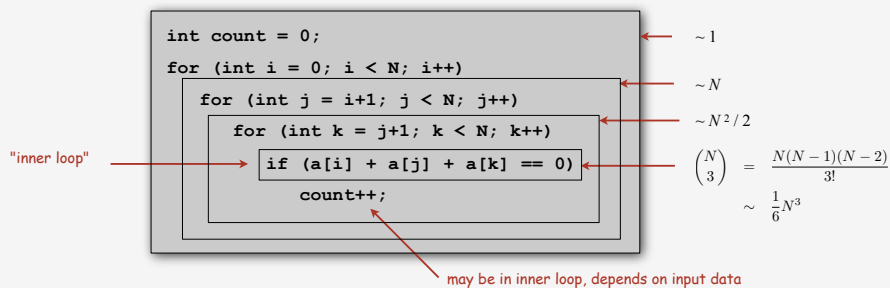 int count = 0;
~ 1
for (int i = 0; i < N; i++)
~ N
for (int j = i+1; j < N; j++)
~ N² / 2
for (int k = j+1; k < N; k++)
"inner loop"
if (a[i] + a[j] + a[k] == 0)
(N 3) = N(N − 1)(N − 2) / 3!
count++;
~ 1/6 N³
may be in inner loop, depends on input data